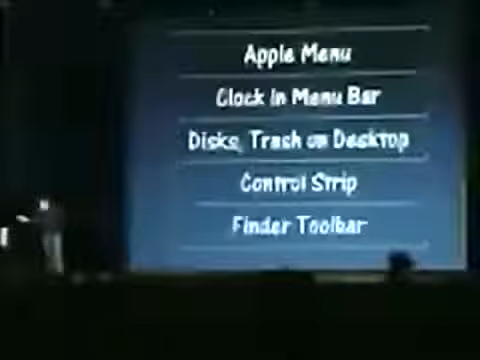 Apple Menu
Clock in Menu Bar
Disks, Trash on Desktop
Control Strip
Finder Toolbar